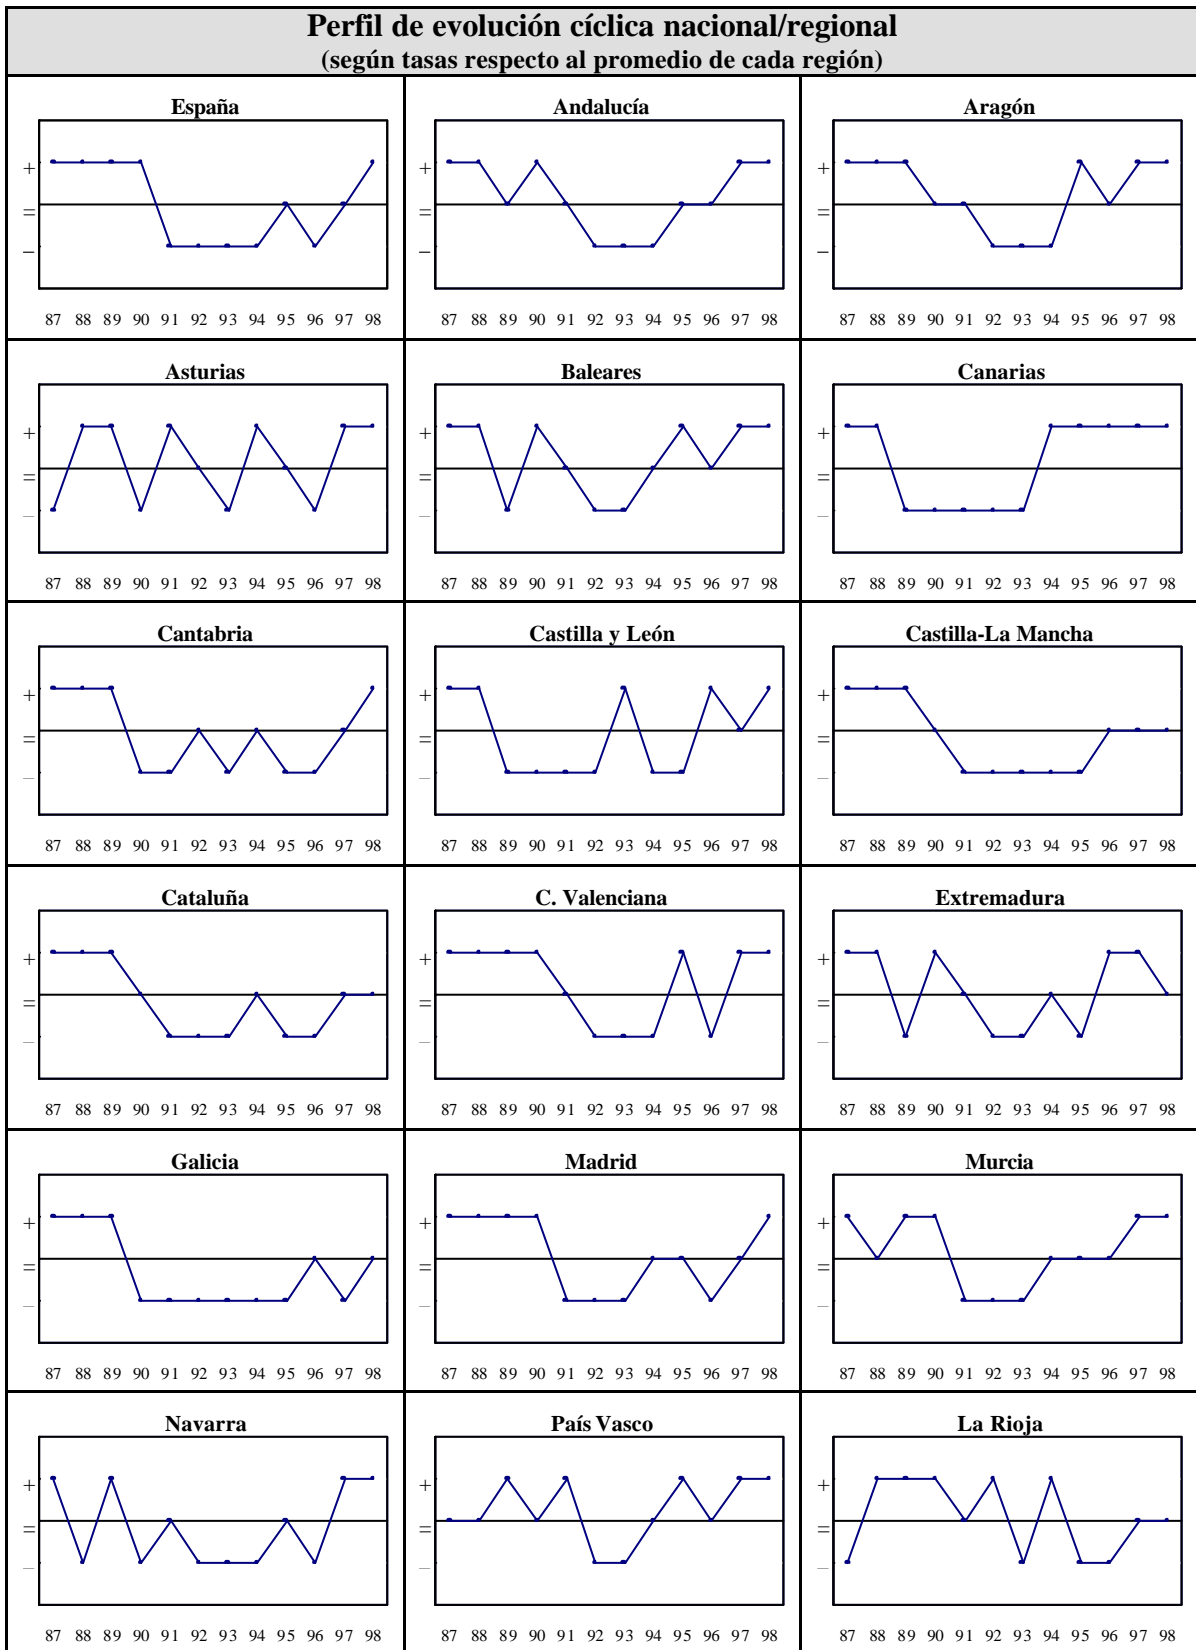 Perfil de evolución cíclica nacional/regional
(según tasas respecto al promedio de cada región)
España
+
=
–
87 88 89 90 91 92 93 94 95 96 97 98
Andalucía
+
=
–
87 88 89 90 91 92 93 94 95 96 97 98
Aragón
+
=
–
87 88 89 90 91 92 93 94 95 96 97 98
Asturias
+
=
–
87 88 89 90 91 92 93 94 95 96 97 98
Baleares
+
=
–
87 88 89 90 91 92 93 94 95 96 97 98
Canarias
+
=
–
87 88 89 90 91 92 93 94 95 96 97 98
Cantabria
+
=
–
87 88 89 90 91 92 93 94 95 96 97 98
Castilla y León
+
=
–
87 88 89 90 91 92 93 94 95 96 97 98
Castilla-La Mancha
+
=
–
87 88 89 90 91 92 93 94 95 96 97 98
Cataluña
+
=
–
87 88 89 90 91 92 93 94 95 96 97 98
C. Valenciana
+
=
–
87 88 89 90 91 92 93 94 95 96 97 98
Extremadura
+
=
–
87 88 89 90 91 92 93 94 95 96 97 98
Galicia
+
=
–
87 88 89 90 91 92 93 94 95 96 97 98
Madrid
+
=
–
87 88 89 90 91 92 93 94 95 96 97 98
Murcia
+
=
–
87 88 89 90 91 92 93 94 95 96 97 98
Navarra
+
=
–
87 88 89 90 91 92 93 94 95 96 97 98
País Vasco
+
=
–
87 88 89 90 91 92 93 94 95 96 97 98
La Rioja
+
=
–
87 88 89 90 91 92 93 94 95 96 97 98